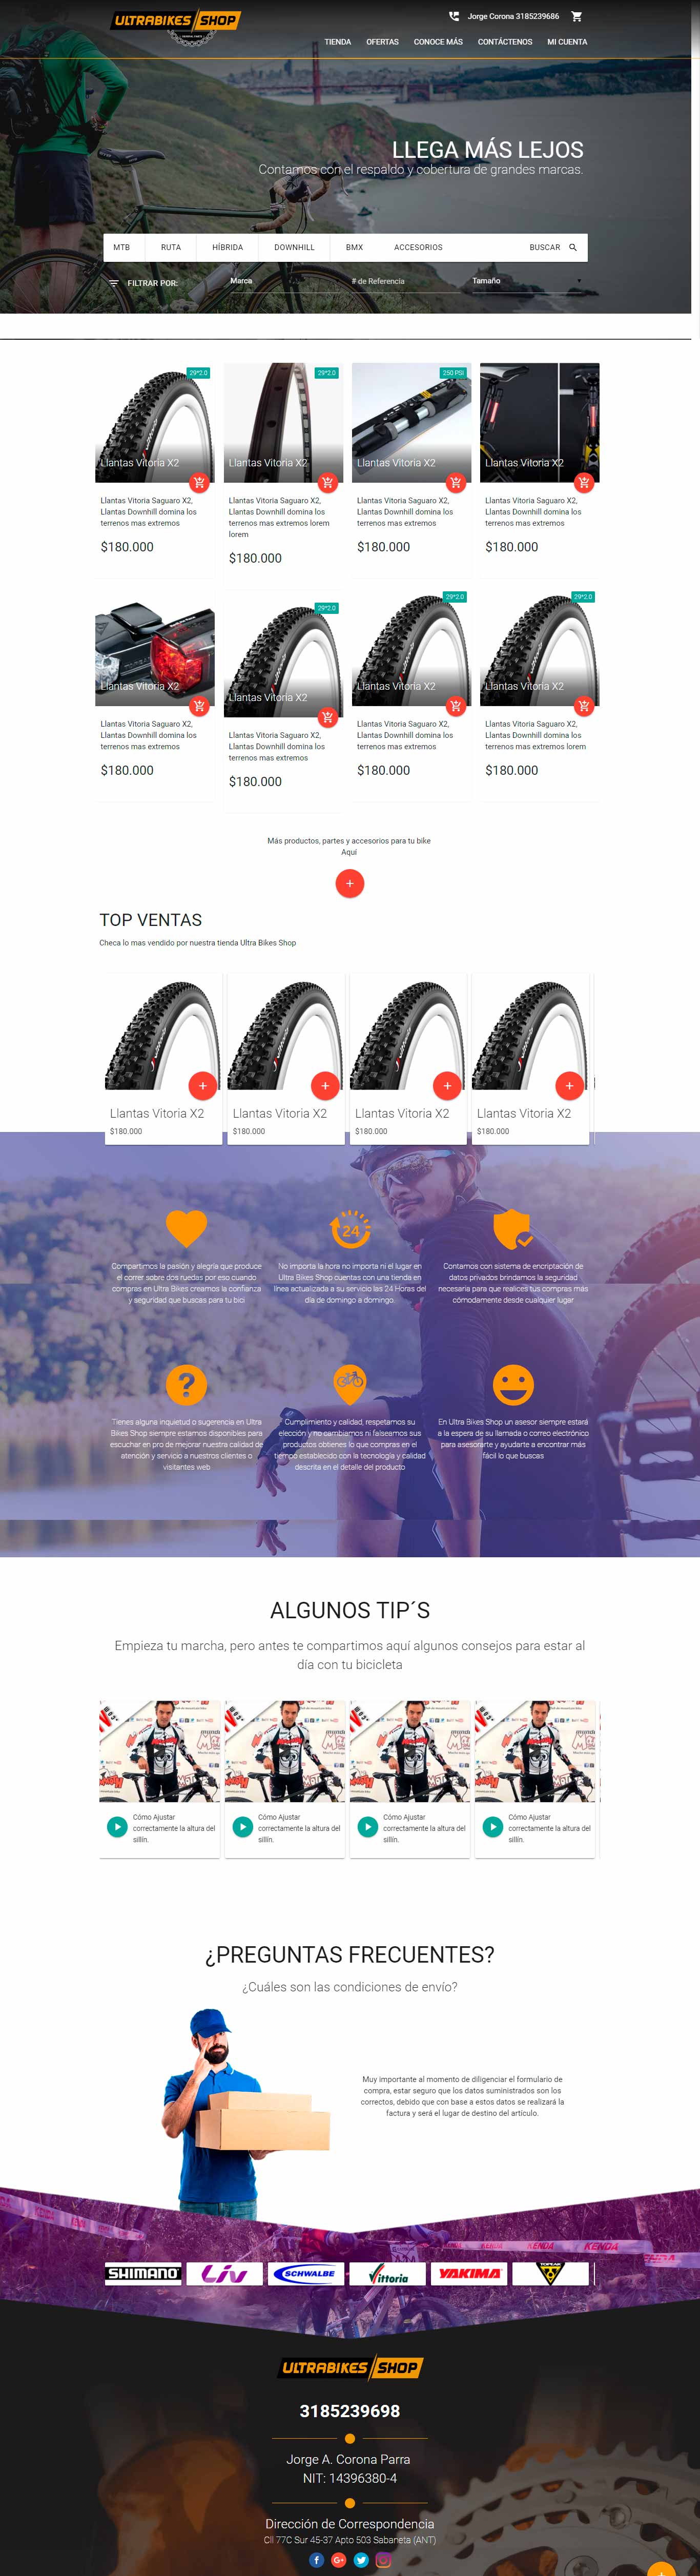 ULTRABIKES SHOP
Jorge Corona 3185239686
TIENDA OFERTAS CONOCE MÁS CONTÁCTENOS MI CUENTA
LLEGA MÁS LEJOS
Contamos con el respaldo y cobertura de grandes marcas.
MTB RUTA HÍBRIDA DOWNHILL BMX ACCESORIOS BUSCAR
FILTRAR POR: Marca # de Referencia Tamaño
29*2.0
Llantas Vitoria X2
Llantas Vitoria Saguaro X2,
Llantas Downhill domina los
terrenos mas extremos
$180.000
29*2.0
Llantas Vitoria X2
Llantas Vitoria Saguaro X2,
Llantas Downhill domina los
terrenos mas extremos lorem
lorem
$180.000
250 PSI
Llantas Vitoria X2
Llantas Vitoria Saguaro X2,
Llantas Downhill domina los
terrenos mas extremos
$180.000
Llantas Vitoria X2
Llantas Vitoria Saguaro X2,
Llantas Downhill domina los
terrenos mas extremos
$180.000
Llantas Vitoria X2
Llantas Vitoria Saguaro X2,
Llantas Downhill domina los
terrenos mas extremos
$180.000
29*2.0
Llantas Vitoria X2
Llantas Vitoria Saguaro X2,
Llantas Downhill domina los
terrenos mas extremos
$180.000
29*2.0
Llantas Vitoria X2
Llantas Vitoria Saguaro X2,
Llantas Downhill domina los
terrenos mas extremos
$180.000
29*2.0
Llantas Vitoria X2
Llantas Vitoria Saguaro X2,
Llantas Downhill domina los
terrenos mas extremos lorem
$180.000
Más productos, partes y accesorios para tu bike
Aquí
TOP VENTAS
Checa lo mas vendido por nuestra tienda Ultra Bikes Shop
Llantas Vitoria X2
$180.000
Llantas Vitoria X2
$180.000
Llantas Vitoria X2
$180.000
Llantas Vitoria X2
$180.000
Compartimos la pasión y alegría que produce
el correr sobre dos ruedas por eso cuando
compras en Ultra Bikes creamos la confianza
y seguridad que buscas para tu bici
24
No importa la hora no importa ni el lugar en
Ultra Bikes Shop cuentas con una tienda en
línea actualizada a su servicio las 24 Horas del
día de domingo a domingo.
Contamos con sistema de encriptación de
datos privados brindamos la seguridad
necesaria para que realices tus compras más
cómodamente desde cualquier lugar
?
Tienes alguna inquietud o sugerencia en Ultra
Bikes Shop siempre estamos disponibles para
escuchar en pro de mejorar nuestra calidad de
atención y servicio a nuestros clientes o
visitantes web
Cumplimiento y calidad, respetamos su
elección y no cambiamos ni falseamos sus
productos obtienes lo que compras en el
tiempo establecido con la tecnología y calidad
descrita en el detalle del producto
En Ultra Bikes Shop un asesor siempre estará
a la espera de su llamada o correo electrónico
para asesorarte y ayudarte a encontrar más
fácil lo que buscas
ALGUNOS TIP´S
Empieza tu marcha, pero antes te compartimos aquí algunos consejos para estar al
día con tu bicicleta
Cómo Ajustar
correctamente la altura del
sillín.
Cómo Ajustar
correctamente la altura del
sillín.
Cómo Ajustar
correctamente la altura del
sillín.
Cómo Ajustar
correctamente la altura del
sillín.
¿PREGUNTAS FRECUENTES?
¿Cuáles son las condiciones de envío?
Muy importante al momento de diligenciar el formulario de
compra, estar seguro que los datos suministrados son los
correctos, debido que con base a estos datos se realizará la
factura y será el lugar de destino del artículo.
KENDA KENDA KENDA
SHIMANO Liv SCHWALBE Vittoria YAKIMA TOPEAK
ULTRABIKES SHOP
3185239698
Jorge A. Corona Parra
NIT: 14396380-4
Dirección de Correspondencia
Cll 77C Sur 45-37 Apto 503 Sabaneta (ANT)